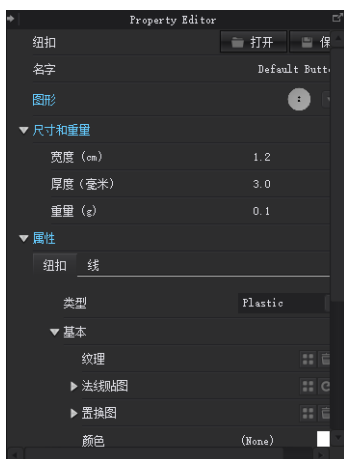 Property Editor
纽扣 打开 保
名字 Default Butt
图形
尺寸和重量
宽度 (cm) 1.2
厚度 (毫米) 3.0
重量 (g) 0.1
属性
纽扣 线
类型 Plastic
基本
纹理
法线贴图
置换图
颜色 (None)